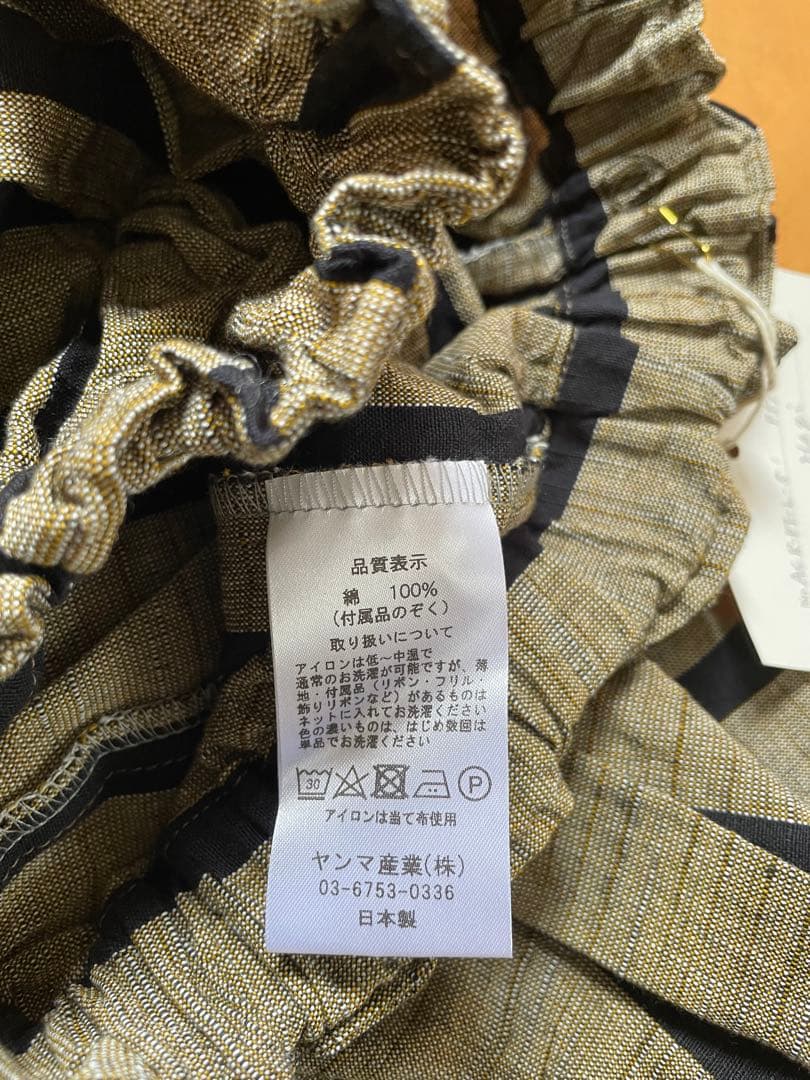 品質表示
綿 100%
(付属品のぞく)
取り扱いについて
アイロンは低～中温で
通常のお洗濯が可能ですが、薄
地・付属品(リボン・フリル・
飾りリボンなど)があるものは
ネットに入れてお洗濯ください
色の濃いものは、はじめ数回は
単品でお洗濯ください
30
P
アイロンは当て布使用
ヤンマ産業(株)
03-6753-0336
日本製